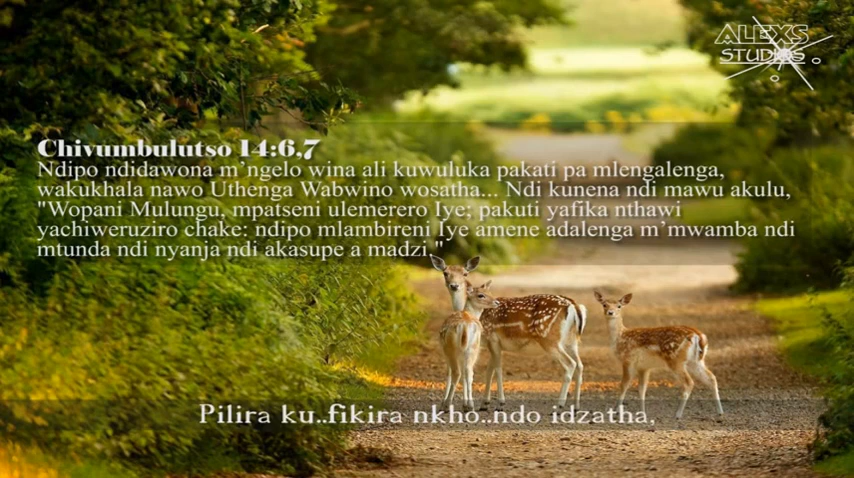 ALEXS
STUDIOS
Chivumbulutso 14:6,7
Ndipo ndidawona m'ngelo wina ali kuwuluka pakati pa mlengalenga,
wakukhala nawo Uthenga Wabwino wosatha... Ndi kunena ndi mawu akulu,
"Wopani Mulungu, mpatseni ulemerero Iye; pakuti yafika nthawi
yachiweruziro chake: ndipo mlambireni Iye amene adalenga m'mwamba ndi
mtunda ndi nyanja ndi akasupe a madzi."
Pilira ku..fikira nkho..ndo idzatha,